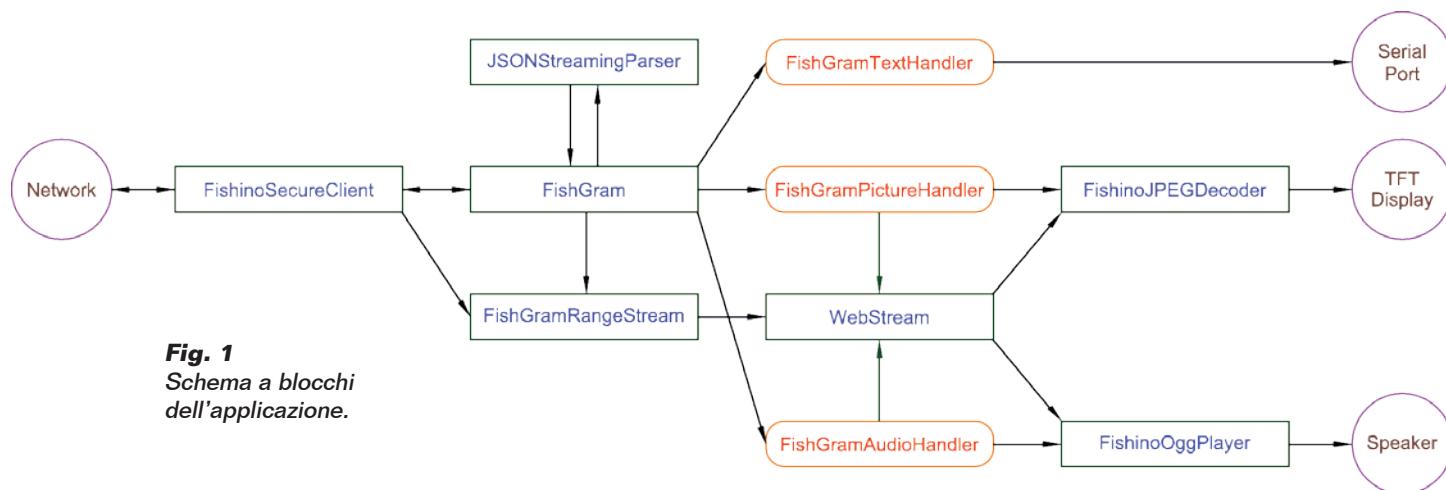 JSONStreamingParser
FishGramTextHandler
Serial
Port
Network
FishinoSecureClient
FishGram
FishGramPictureHandler
FishinoJPEGDecoder
TFT
Display
FishGramRangeStream
WebStream
Fig. 1
Schema a blocchi
dell'applicazione.
FishGramAudioHandler
FishinoOggPlayer
Speaker